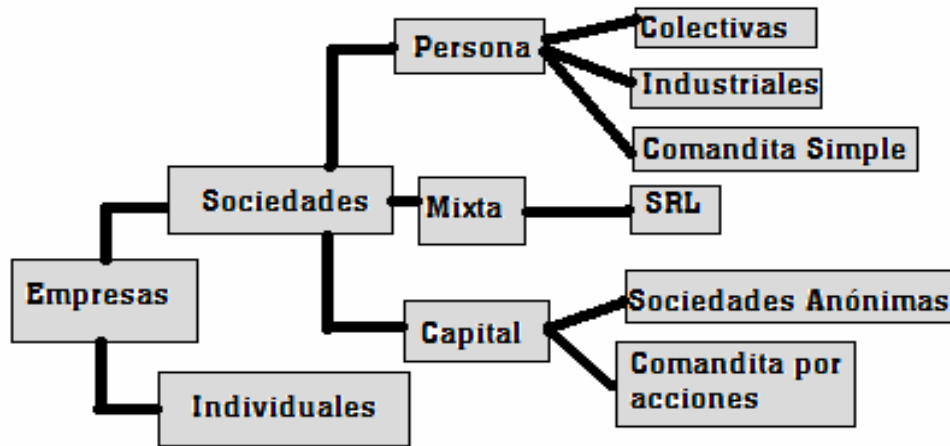 Persona
Colectivas
Industriales
Comandita Simple
Sociedades
Mixta
SRL
Empresas
Capital
Sociedades Anónimas
Comandita por
acciones
Individuales